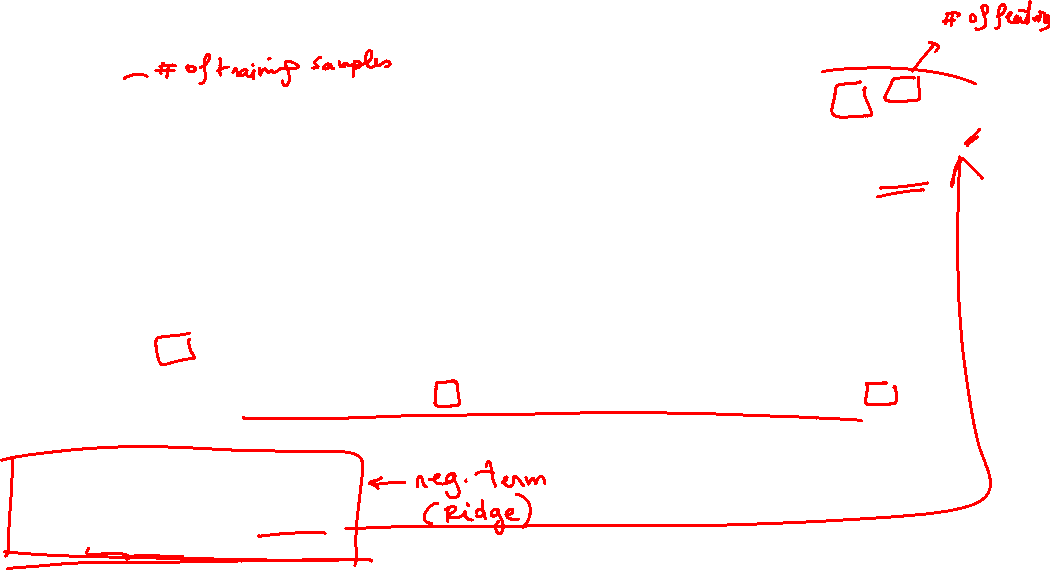 # of features
# of training samples
reg. term
(Ridge)